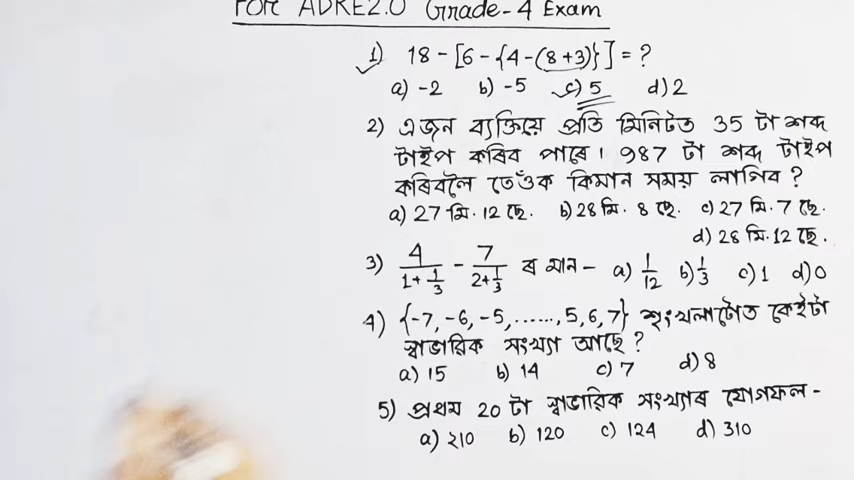 FOR ADRE2.0 Grade-4 Exam
1) 18-[6-{4-(8+3)}]=?
a) -2 b) -5 c) 5 d) 2
2) এজন ব্যক্তিয়ে প্ৰতি মিনিটত 35 টা শব্দ
টাইপ কৰিব পাৰে। 987 টা শব্দ টাইপ
কৰিবলৈ তেওঁক কিমান সময় লাগিব?
a) 27 মি. 12 ছে. b) 28 মি. 8 ছে. c) 27 মি. 7 ছে.
d) 28 মি. 12 ছে.
3) 4/(1+1/3) - 7/(2+1/3) ৰ মান- a) 1/12 b) 1/3 c) 1 d) 0
4) {-7, -6, -5, ......, 5, 6, 7} শৃংখলাটোত কেইটা
স্বাভাৱিক সংখ্যা আছে?
a) 15 b) 14 c) 7 d) 8
5) প্ৰথম 20 টা স্বাভাৱিক সংখ্যাৰ যোগফল-
a) 210 b) 120 c) 124 d) 310